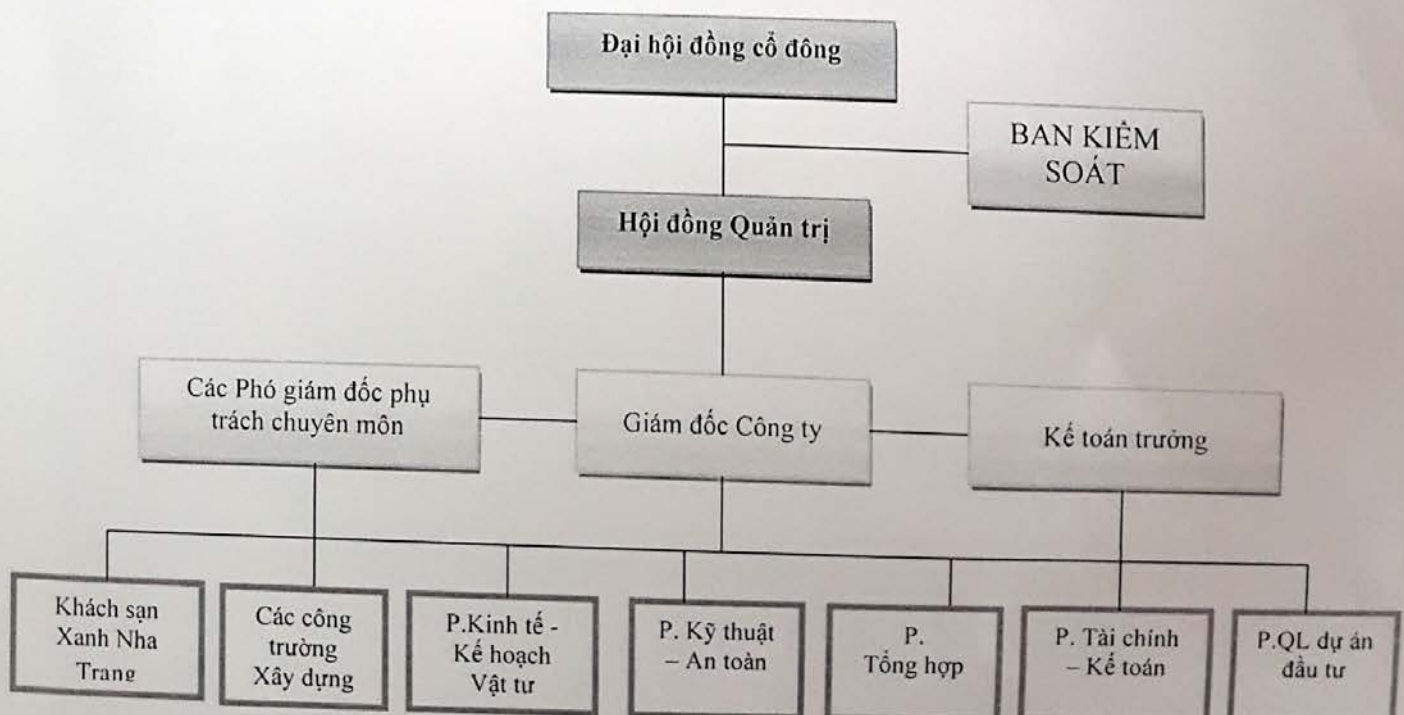 Đại hội đồng cổ đông
BAN KIỂM
SOÁT
Hội đồng Quản trị
Các Phó giám đốc phụ
trách chuyên môn
Giám đốc Công ty
Kế toán trưởng
Khách sạn
Xanh Nha
Trang
Các công
trường
Xây dựng
P.Kinh tế -
Kế hoạch
Vật tư
P. Kỹ thuật
– An toàn
P.
Tổng hợp
P. Tài chính
– Kế toán
P.QL dự án
đầu tư